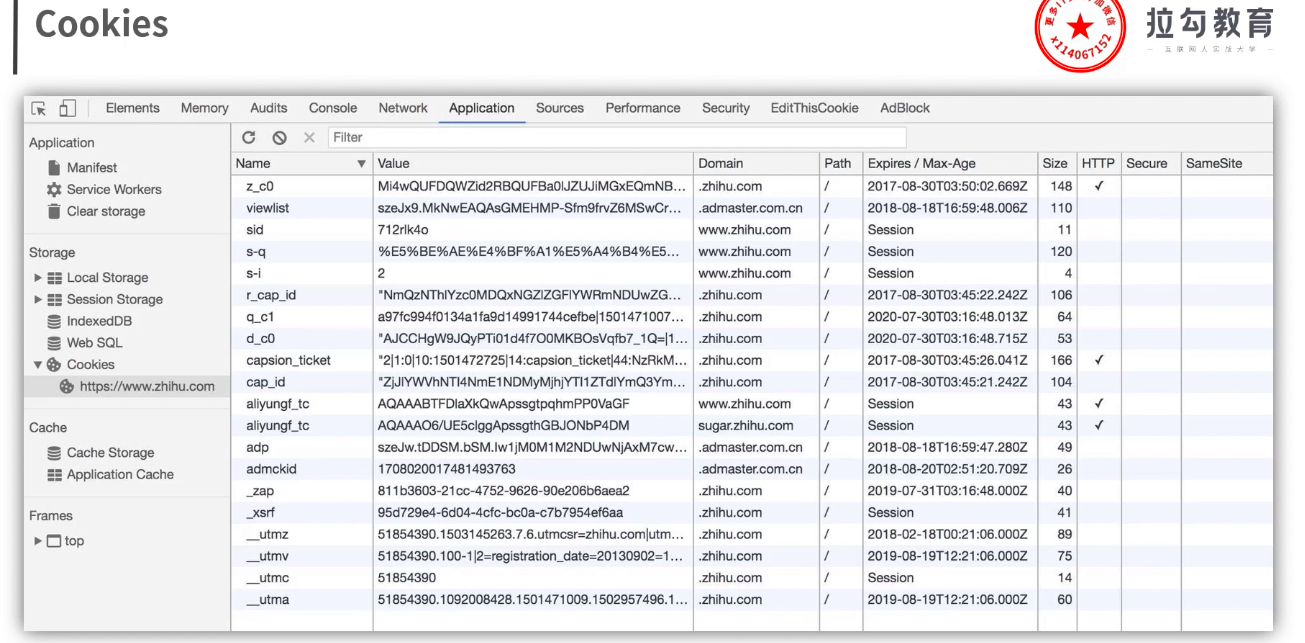 Cookies
更多IT 加微信
x114067152
拉勾教育
— 互联网人实战大学 —
Elements Memory Audits Console Network Application Sources Performance Security EditThisCookie AdBlock
Application
Manifest
Service Workers
Clear storage
Storage
Local Storage
Session Storage
IndexedDB
Web SQL
Cookies
https://www.zhihu.com
Cache
Cache Storage
Application Cache
Frames
top
Filter
Name Value Domain Path Expires / Max-Age Size HTTP Secure SameSite
z_c0 Mi4wQUFDQWZid2RBQUFBa0lJZUJiMGxEQmNB... .zhihu.com / 2017-08-30T03:50:02.669Z 148 ✓
viewlist szeJx9.MkNwEAQAsGMEHMP-Sfm9frvZ6MSwCr... .admaster.com.cn / 2018-08-18T16:59:48.006Z 110
sid 712rlk4o www.zhihu.com / Session 11
s-q %E5%BE%AE%E4%BF%A1%E5%A4%B4%E5... www.zhihu.com / Session 120
s-i 2 www.zhihu.com / Session 4
r_cap_id "NmQzNThlYzc0MDQxNGZlZGFlYWRmNDUwZG... .zhihu.com / 2017-08-30T03:45:22.242Z 106
q_c1 a97fc994f0134a1fa9d14991744cefbe|1501471007... .zhihu.com / 2020-07-30T03:16:48.013Z 64
d_c0 "AJCCHgW9JQyPTi01d4f7O0MKBOsVqfb7_1Q=|1... .zhihu.com / 2020-07-30T03:16:48.715Z 53
capsion_ticket "2|1:0|10:1501472725|14:capsion_ticket|44:NzRkM... .zhihu.com / 2017-08-30T03:45:26.041Z 166 ✓
cap_id "ZjJlYWVhNTI4NmE1NDMyMjhjYTI1ZTdlYmQ3Ym... .zhihu.com / 2017-08-30T03:45:21.242Z 104
aliyungf_tc AQAAABTFDlaXkQwApssgtpqhmPP0VaGF www.zhihu.com / Session 43 ✓
aliyungf_tc AQAAAO6/UE5clggApssgthGBJONbP4DM sugar.zhihu.com / Session 43 ✓
adp szeJw.tDDSM.bSM.Iw1jM0M1M2NDUwNjAxM7cw... .admaster.com.cn / 2018-08-18T16:59:47.280Z 49
admckid 1708020017481493763 .admaster.com.cn / 2018-08-20T02:51:20.709Z 26
_zap 811b3603-21cc-4752-9626-90e206b6aea2 .zhihu.com / 2019-07-31T03:16:48.000Z 40
_xsrf 95d729e4-6d04-4cfc-bc0a-c7b7954ef6aa .zhihu.com / Session 41
__utmz 51854390.1503145263.7.6.utmcsr=zhihu.com|utm... .zhihu.com / 2018-02-18T00:21:06.000Z 89
__utmv 51854390.100-1|2=registration_date=20130902=1... .zhihu.com / 2019-08-19T12:21:06.000Z 75
__utmc 51854390 .zhihu.com / Session 14
__utma 51854390.1092008428.1501471009.1502957496.1... .zhihu.com / 2019-08-19T12:21:06.000Z 60